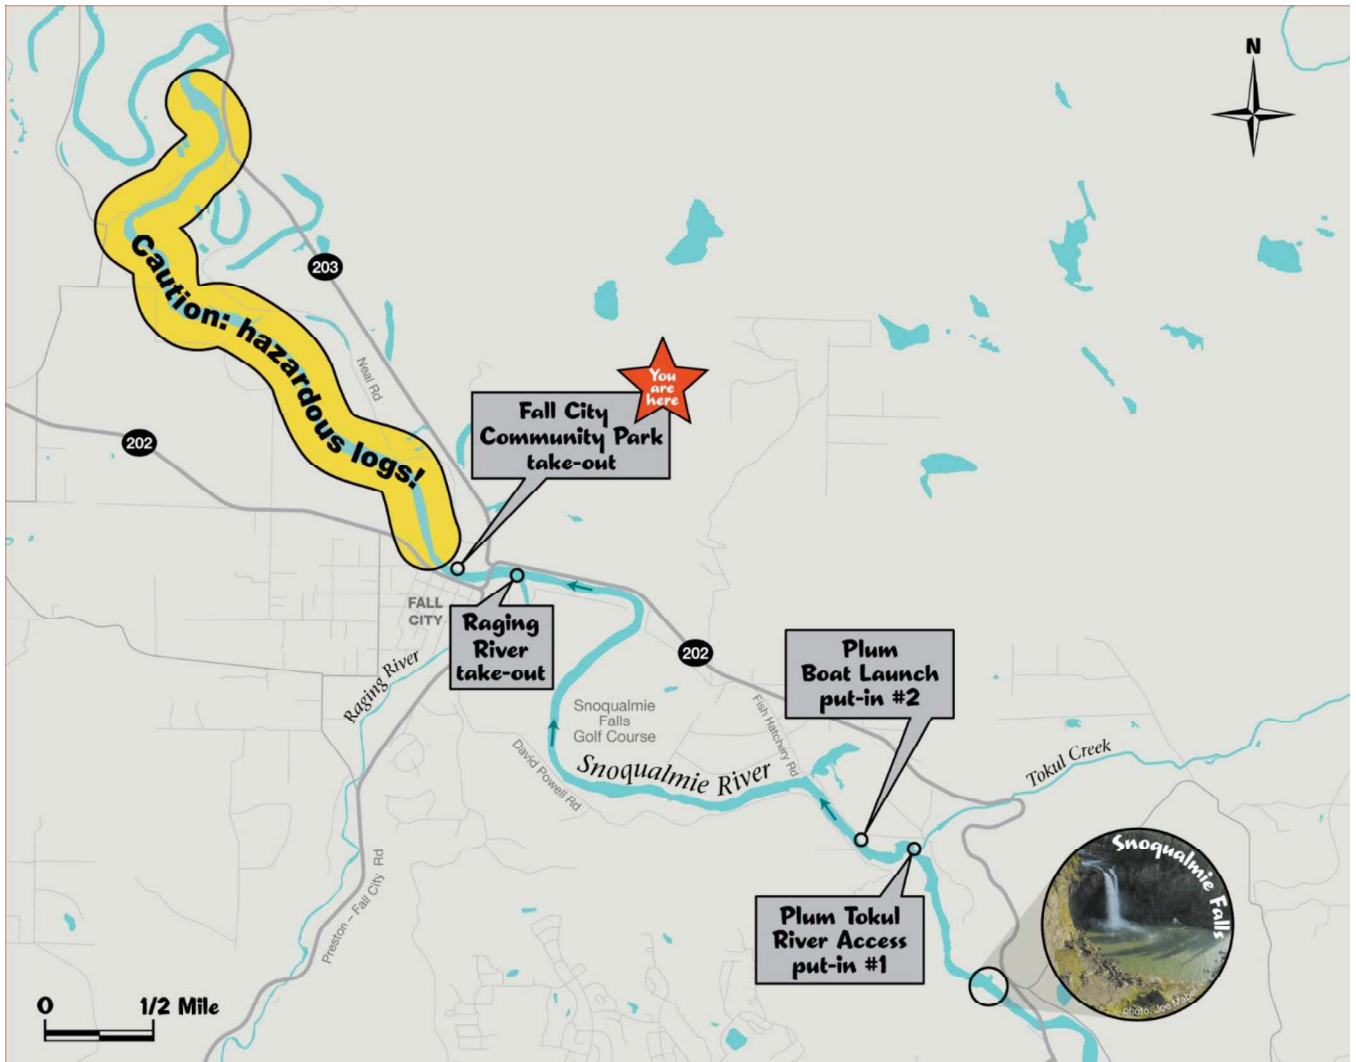 N
203
Caution: hazardous logs!
Neal Rd
You
are
here
Fall City
Community Park
take-out
202
FALL
CITY
Raging
River
take-out
Raging River
202
Plum
Boat Launch
put-in #2
Snoqualmie
Falls
Golf Course
Fish Hatchery Rd
David Powell Rd
Snoqualmie River
Tokul Creek
Snoqualmie Falls
Plum Tokul
River Access
put-in #1
Preston – Fall City Rd
0 1/2 Mile
photo: Joe Mabel